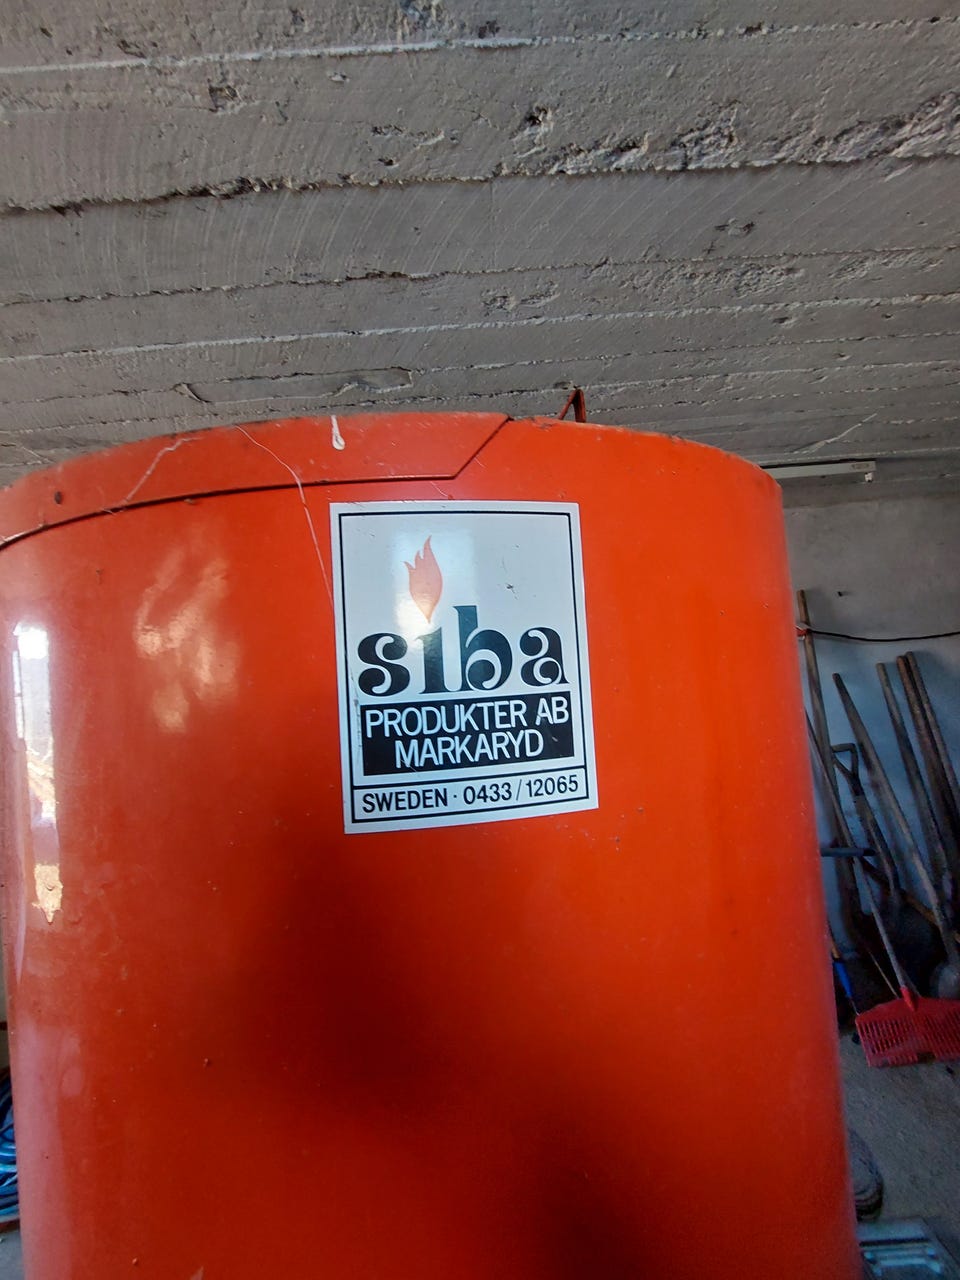 siba
PRODUKTER AB
MARKARYD
SWEDEN · 0433/12065